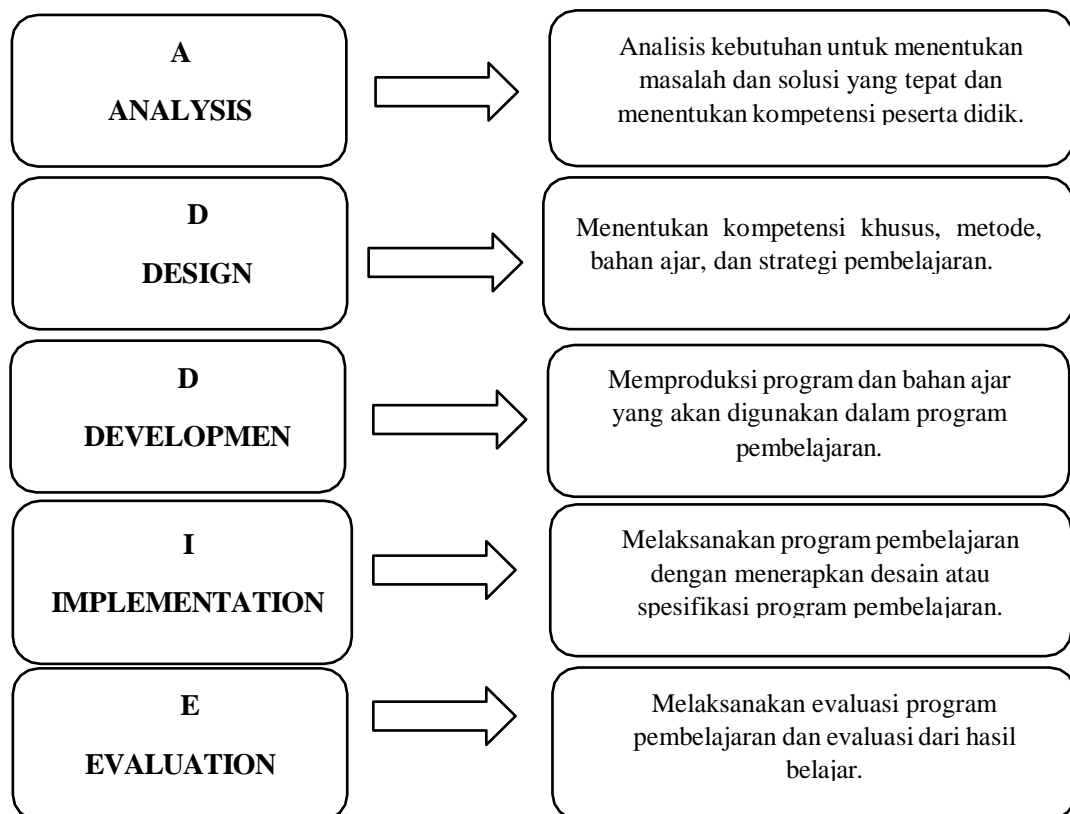 A
ANALYSIS
Analisis kebutuhan untuk menentukan
masalah dan solusi yang tepat dan
menentukan kompetensi peserta didik.
D
DESIGN
Menentukan kompetensi khusus, metode,
bahan ajar, dan strategi pembelajaran.
D
DEVELOPMEN
Memproduksi program dan bahan ajar
yang akan digunakan dalam program
pembelajaran.
I
IMPLEMENTATION
Melaksanakan program pembelajaran
dengan menerapkan desain atau
spesifikasi program pembelajaran.
E
EVALUATION
Melaksanakan evaluasi program
pembelajaran dan evaluasi dari hasil
belajar.